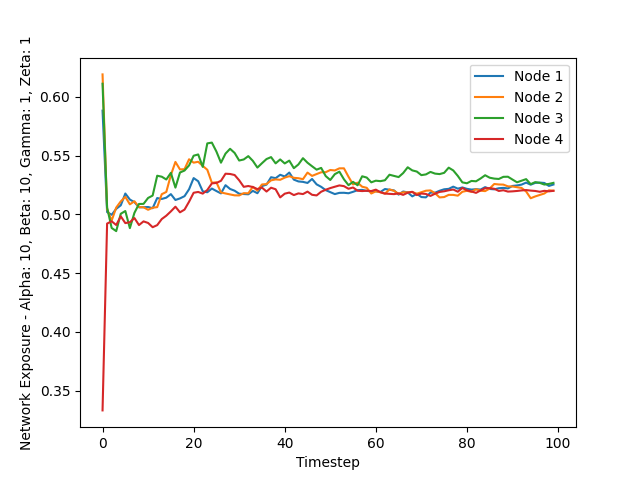 Network Exposure - Alpha: 10, Beta: 10, Gamma: 1, Zeta: 1
0.60
0.55
0.50
0.45
0.40
0.35
Node 1
Node 2
Node 3
Node 4
0 20 40 60 80 100
Timestep